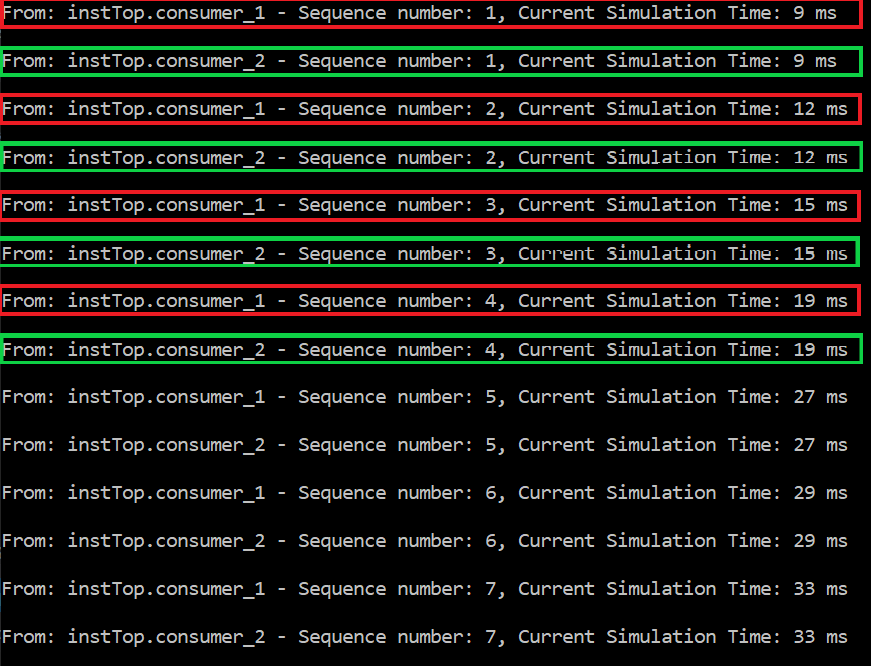 From: instTop.consumer_1 - Sequence number: 1, Current Simulation Time: 9 ms
From: instTop.consumer_2 - Sequence number: 1, Current Simulation Time: 9 ms
From: instTop.consumer_1 - Sequence number: 2, Current Simulation Time: 12 ms
From: instTop.consumer_2 - Sequence number: 2, Current Simulation Time: 12 ms
From: instTop.consumer_1 - Sequence number: 3, Current Simulation Time: 15 ms
From: instTop.consumer_2 - Sequence number: 3, Current Simulation Time: 15 ms
From: instTop.consumer_1 - Sequence number: 4, Current Simulation Time: 19 ms
From: instTop.consumer_2 - Sequence number: 4, Current Simulation Time: 19 ms
From: instTop.consumer_1 - Sequence number: 5, Current Simulation Time: 27 ms
From: instTop.consumer_2 - Sequence number: 5, Current Simulation Time: 27 ms
From: instTop.consumer_1 - Sequence number: 6, Current Simulation Time: 29 ms
From: instTop.consumer_2 - Sequence number: 6, Current Simulation Time: 29 ms
From: instTop.consumer_1 - Sequence number: 7, Current Simulation Time: 33 ms
From: instTop.consumer_2 - Sequence number: 7, Current Simulation Time: 33 ms